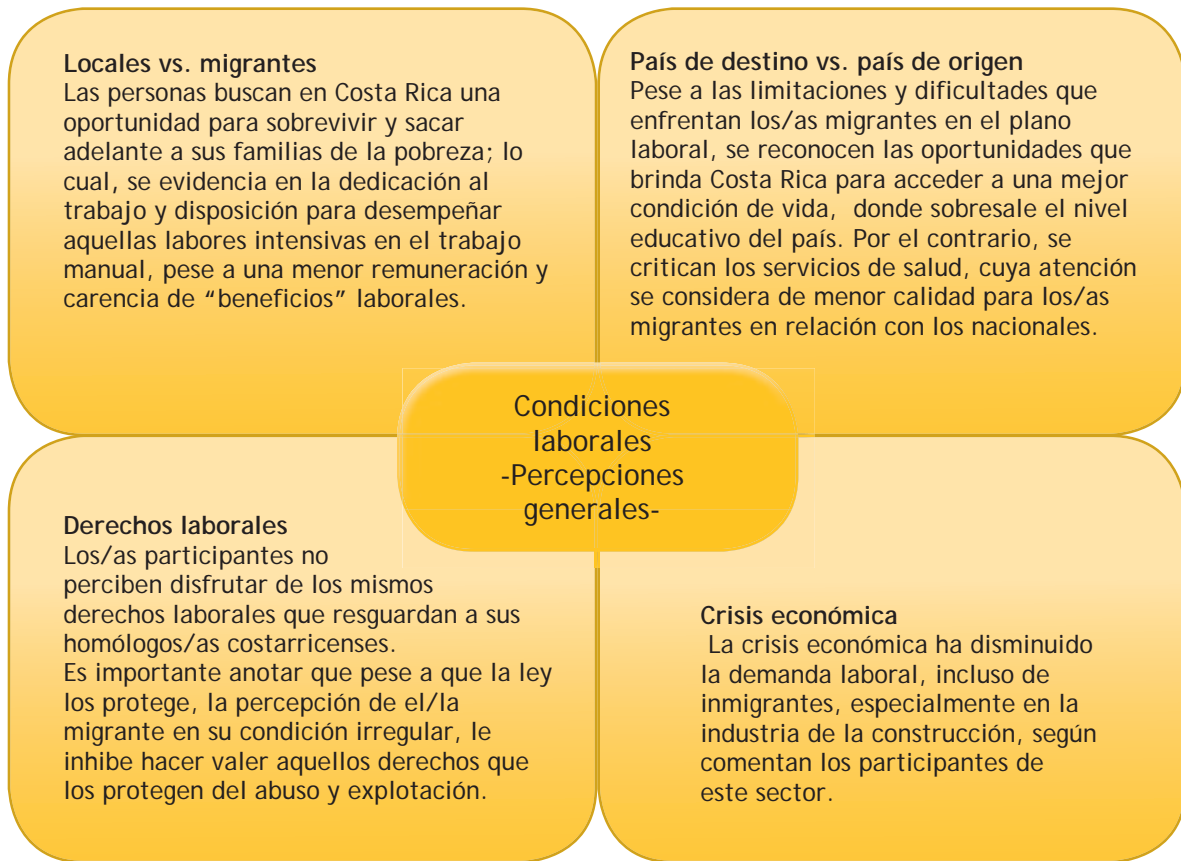 Locales vs. migrantes
Las personas buscan en Costa Rica una
oportunidad para sobrevivir y sacar
adelante a sus familias de la pobreza; lo
cual, se evidencia en la dedicación al
trabajo y disposición para desempeñar
aquellas labores intensivas en el trabajo
manual, pese a una menor remuneración y
carencia de “beneficios” laborales.
País de destino vs. país de origen
Pese a las limitaciones y dificultades que
enfrentan los/as migrantes en el plano
laboral, se reconocen las oportunidades que
brinda Costa Rica para acceder a una mejor
condición de vida, donde sobresale el nivel
educativo del país. Por el contrario, se
critican los servicios de salud, cuya atención
se considera de menor calidad para los/as
migrantes en relación con los nacionales.
Condiciones
laborales
-Percepciones
generales-
Derechos laborales
Los/as participantes no
perciben disfrutar de los mismos
derechos laborales que resguardan a sus
homólogos/as costarricenses.
Es importante anotar que pese a que la ley
los protege, la percepción de el/la
migrante en su condición irregular, le
inhibe hacer valer aquellos derechos que
los protegen del abuso y explotación.
Crisis económica
La crisis económica ha disminuido
la demanda laboral, incluso de
inmigrantes, especialmente en la
industria de la construcción, según
comentan los participantes de
este sector.